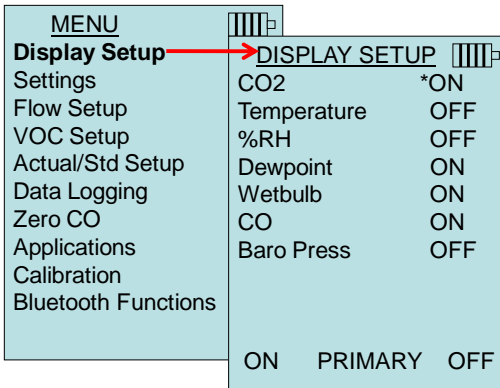 MENU
Display Setup
Settings
Flow Setup
VOC Setup
Actual/Std Setup
Data Logging
Zero CO
Applications
Calibration
Bluetooth Functions
DISPLAY SETUP
CO2 *ON
Temperature OFF
%RH OFF
Dewpoint ON
Wetbulb ON
CO ON
Baro Press OFF
ON PRIMARY OFF